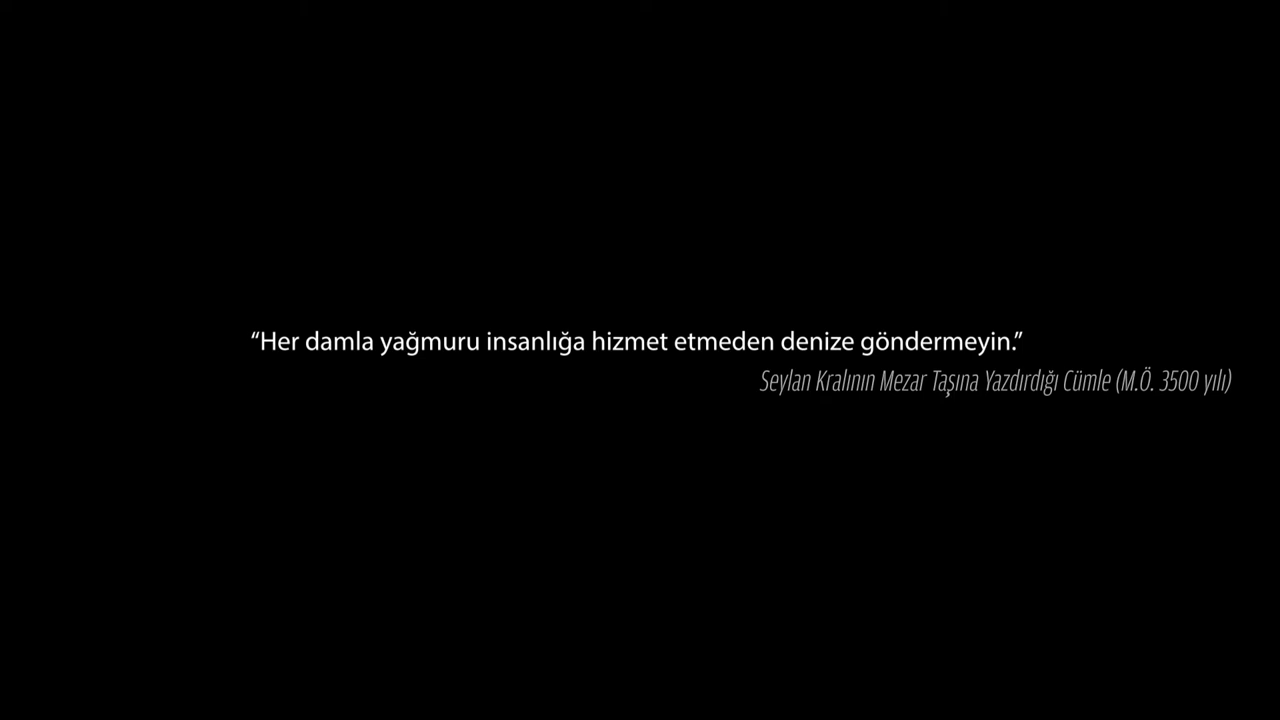 “Her damla yağmuru insanlığa hizmet etmeden denize göndermeyin.”
Seylan Kralının Mezar Taşına Yazdırdığı Cümle (M.Ö. 3500 yılı)